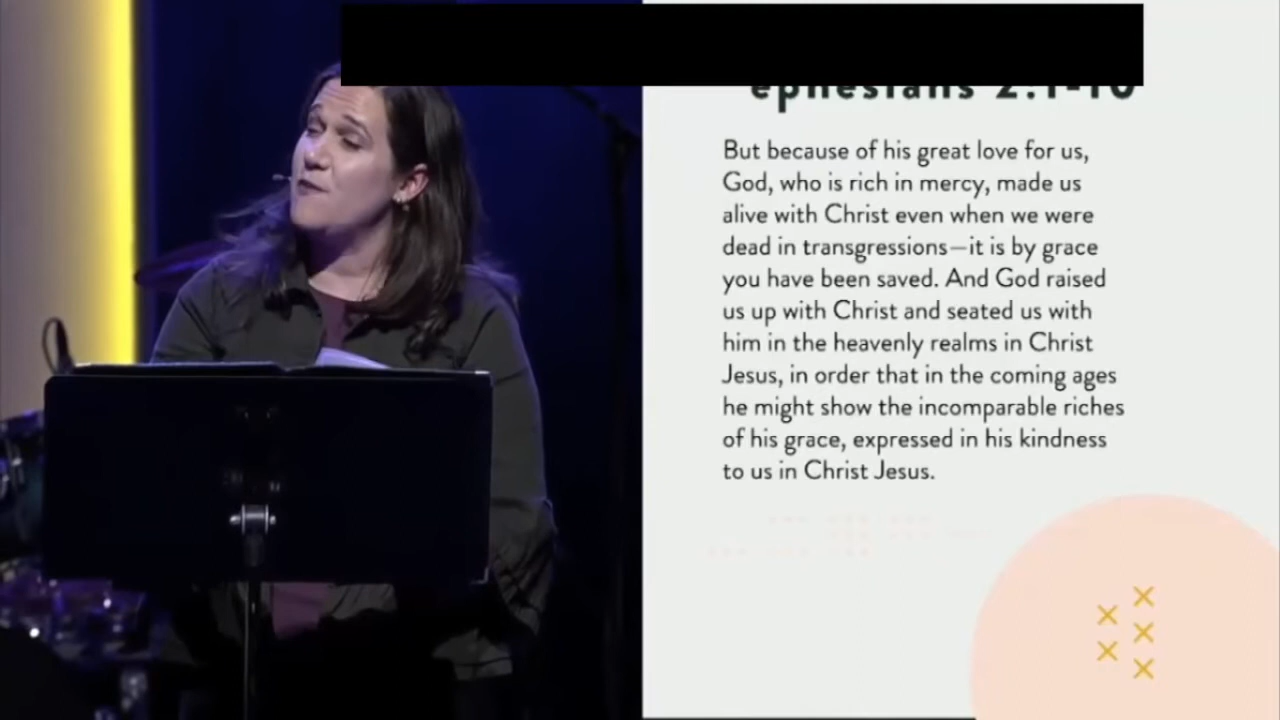 ephesians 2:1-10
But because of his great love for us,
God, who is rich in mercy, made us
alive with Christ even when we were
dead in transgressions—it is by grace
you have been saved. And God raised
us up with Christ and seated us with
him in the heavenly realms in Christ
Jesus, in order that in the coming ages
he might show the incomparable riches
of his grace, expressed in his kindness
to us in Christ Jesus.